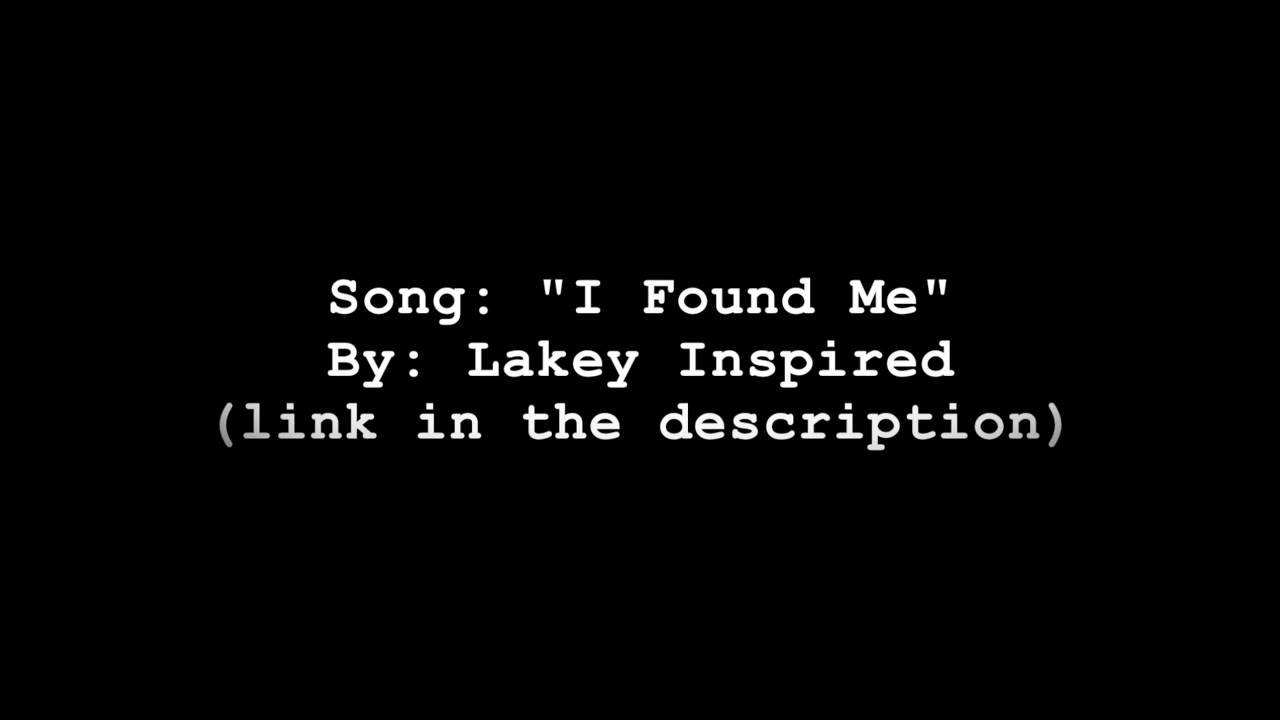 Song: "I Found Me"
By: Lakey Inspired
(link in the description)